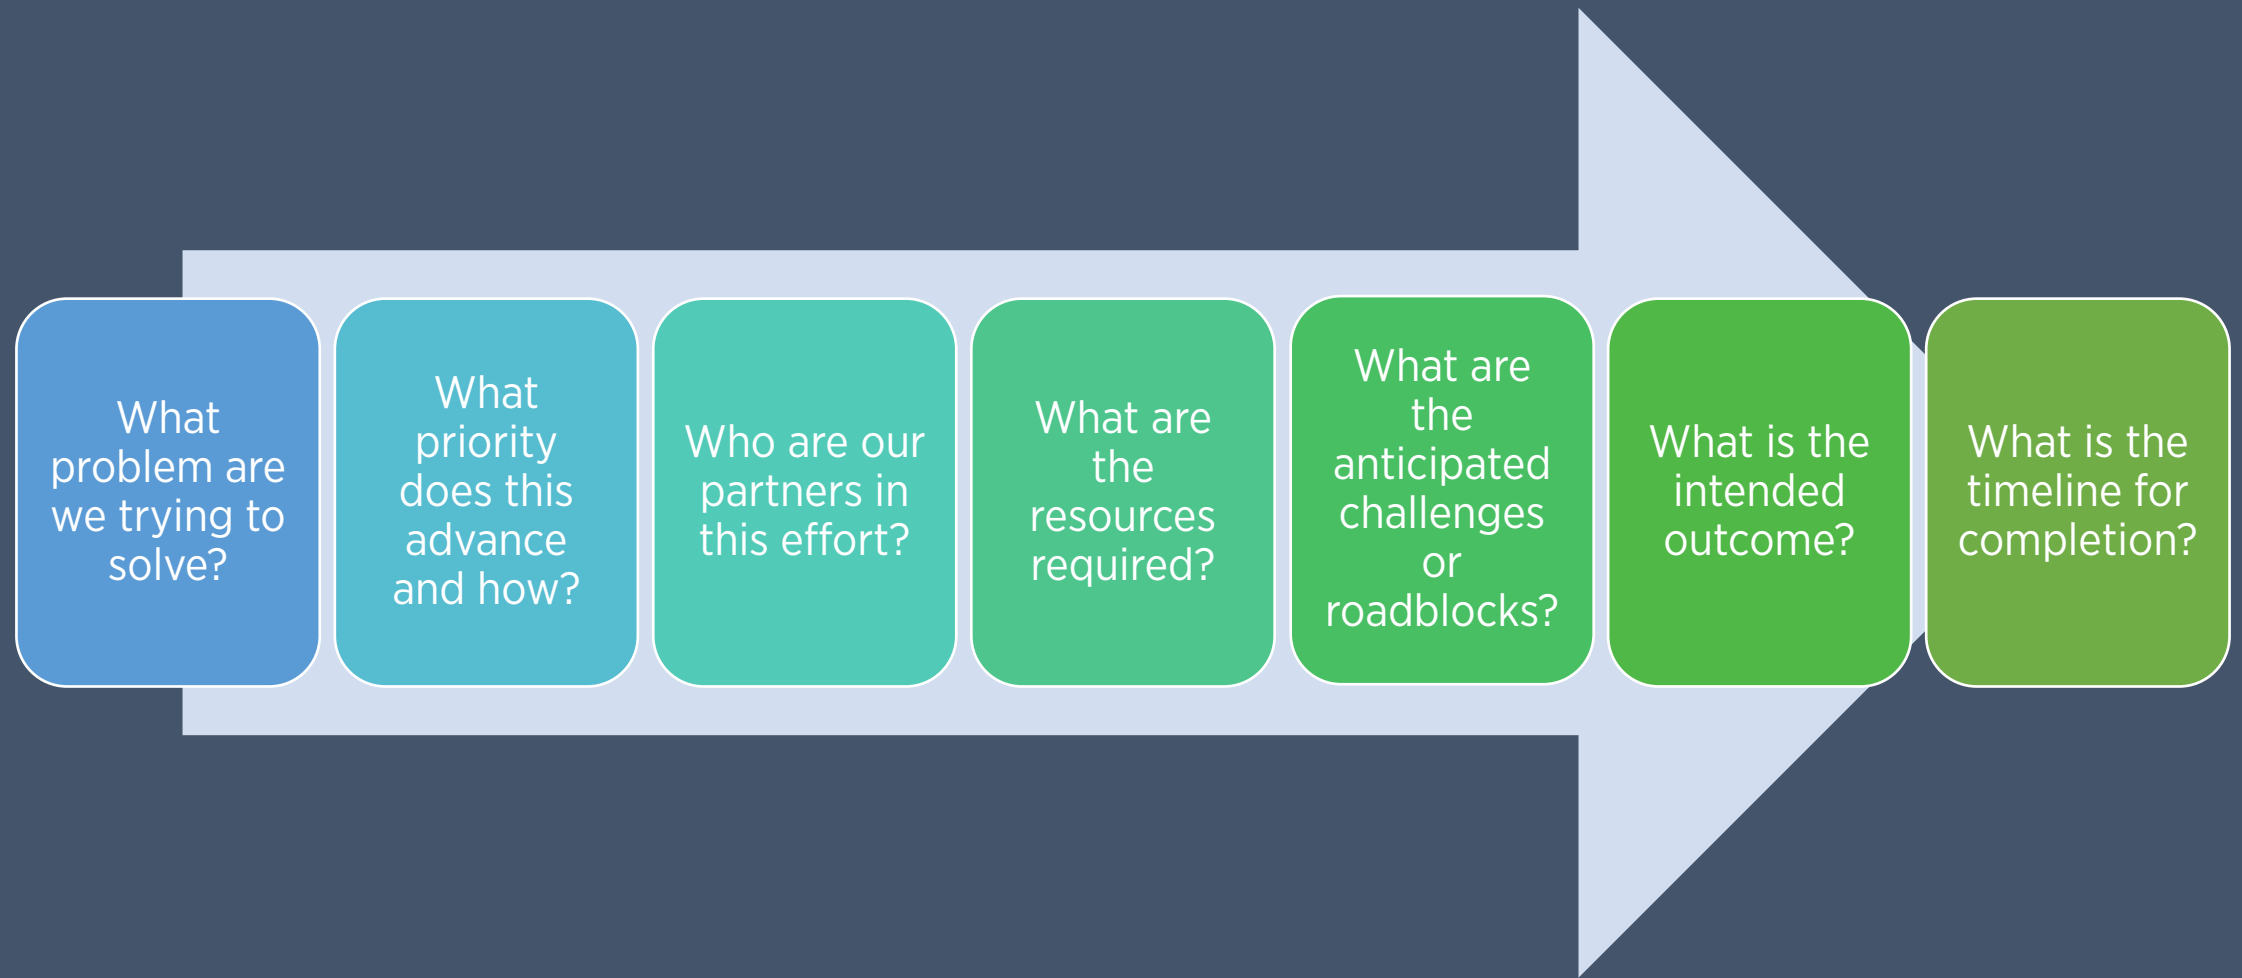 What
problem are
we trying to
solve?
What
priority
does this
advance
and how?
Who are our
partners in
this effort?
What are
the
resources
required?
What are
the
anticipated
challenges
or
roadblocks?
What is the
intended
outcome?
What is the
timeline for
completion?